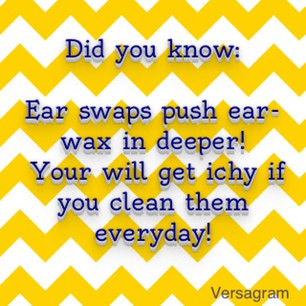 Did you know:
Ear swaps push ear-
wax in deeper!
Your will get ichy if
you clean them
everyday!
Versagram